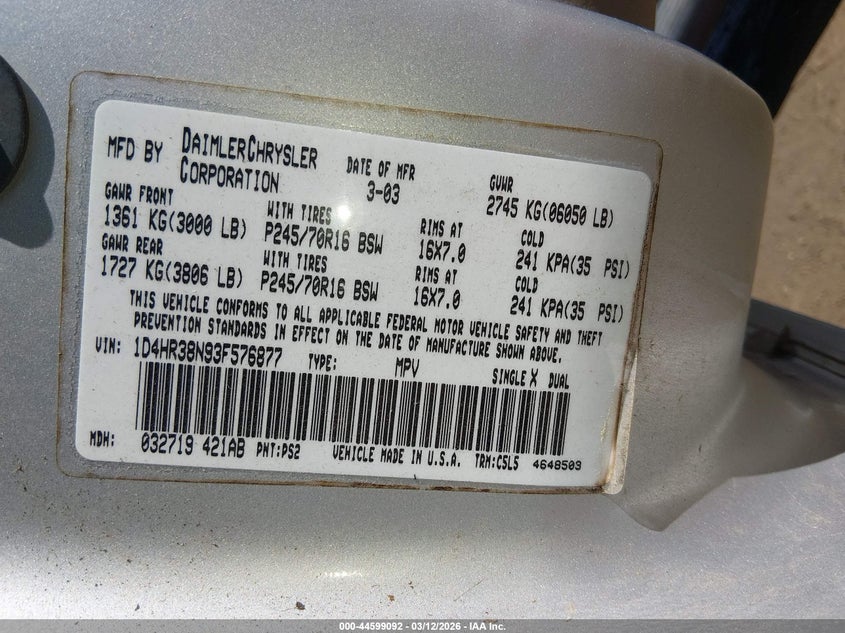 MFD BY DAIMLERCHRYSLER CORPORATION DATE OF MFR 3-03 GVWR 2745 KG(06050 LB)
GAWR FRONT WITH TIRES RIMS AT COLD
1361 KG(3000 LB) P245/70R16 BSW 16X7.0 241 KPA(35 PSI)
GAWR REAR WITH TIRES RIMS AT COLD
1727 KG(3806 LB) P245/70R16 BSW 16X7.0 241 KPA(35 PSI)
THIS VEHICLE CONFORMS TO ALL APPLICABLE FEDERAL MOTOR VEHICLE SAFETY AND THEFT
PREVENTION STANDARDS IN EFFECT ON THE DATE OF MANUFACTURE SHOWN ABOVE.
VIN: 1D4HR38N93F576877 TYPE: MPV SINGLE X DUAL
MDH: 032719 421AB PNT:PS2 VEHICLE MADE IN U.S.A. TRM:C5L5 4648503
000-44599092 - 03/12/2026 - IAA Inc.